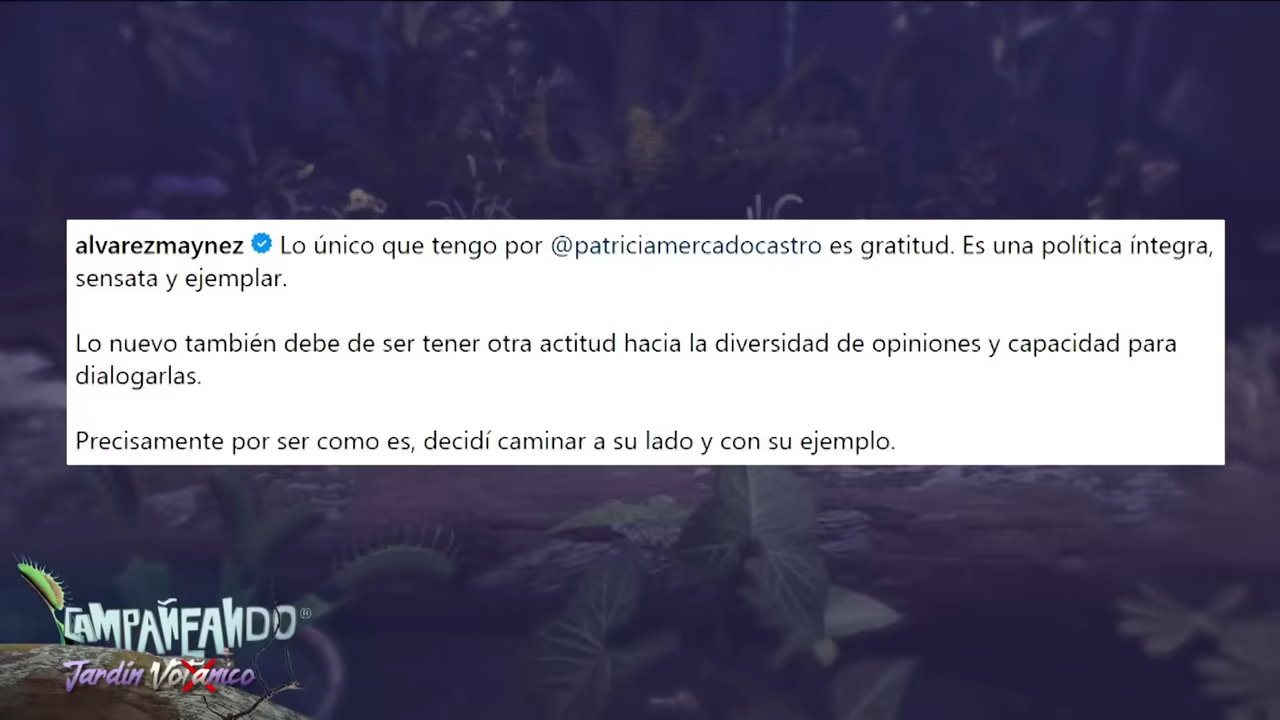 alvarezmaynez Lo único que tengo por @patriciamercadocastro es gratitud. Es una política íntegra,
sensata y ejemplar.
Lo nuevo también debe de ser tener otra actitud hacia la diversidad de opiniones y capacidad para
dialogarlas.
Precisamente por ser como es, decidí caminar a su lado y con su ejemplo.
CAMPAÑEANDO®
Jardín Votánico